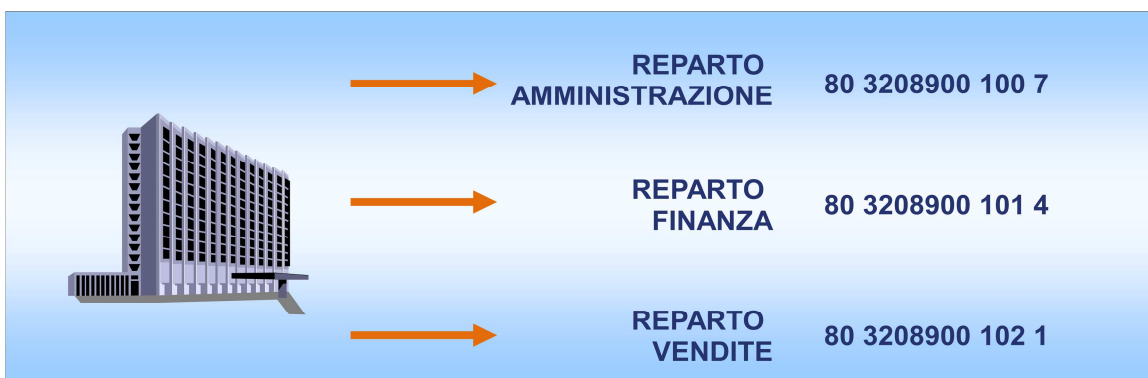 REPARTO
AMMINISTRAZIONE
80 3208900 100 7
REPARTO
FINANZA
80 3208900 101 4
REPARTO
VENDITE
80 3208900 102 1